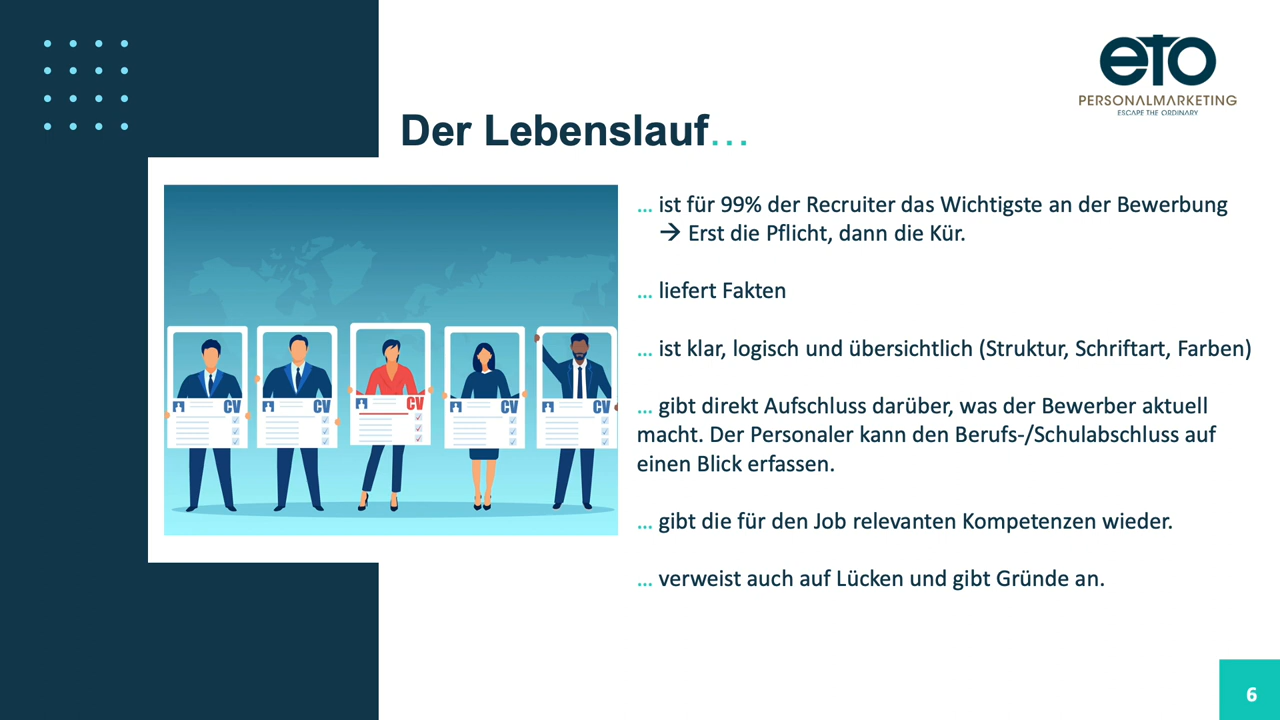 eTO
PERSONALMARKETING
ESCAPE THE ORDINARY
Der Lebenslauf...
... ist für 99% der Recruiter das Wichtigste an der Bewerbung
→ Erst die Pflicht, dann die Kür.
... liefert Fakten
... ist klar, logisch und übersichtlich (Struktur, Schriftart, Farben)
... gibt direkt Aufschluss darüber, was der Bewerber aktuell
macht. Der Personaler kann den Berufs-/Schulabschluss auf
einen Blick erfassen.
... gibt die für den Job relevanten Kompetenzen wieder.
... verweist auch auf Lücken und gibt Gründe an.
CV
CV
CV
CV
CV
6